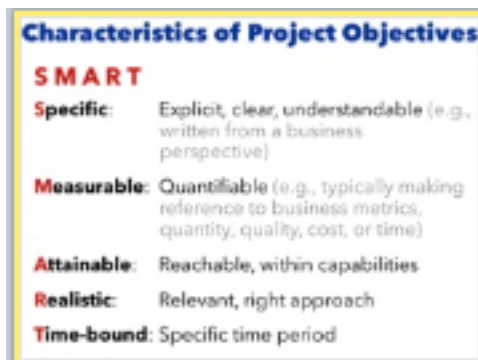 Characteristics of Project Objectives
SMART
Specific: Explicit, clear, understandable (e.g.,
written from a business
perspective)
Measurable: Quantifiable (e.g., typically making
reference to business metrics,
quantity, quality, cost, or time)
Attainable: Reachable, within capabilities
Realistic: Relevant, right approach
Time-bound: Specific time period